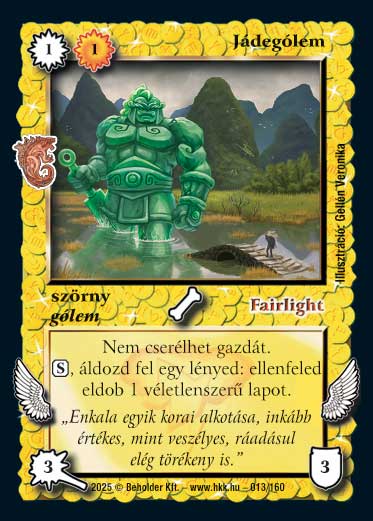 1 1 Jádególem
Illusztráció: Gellén Veronika
szörny
gólem
Fairlight
Nem cserélhet gazdát.
S, áldozd fel egy lényed: ellenfeled
eldob 1 véletlenszerű lapot.
„Enkala egyik korai alkotása, inkább
értékes, mint veszélyes, ráadásul
elég törékeny is.”
3 3
2025 © Beholder Kft. – www.hkk.hu – 013/160